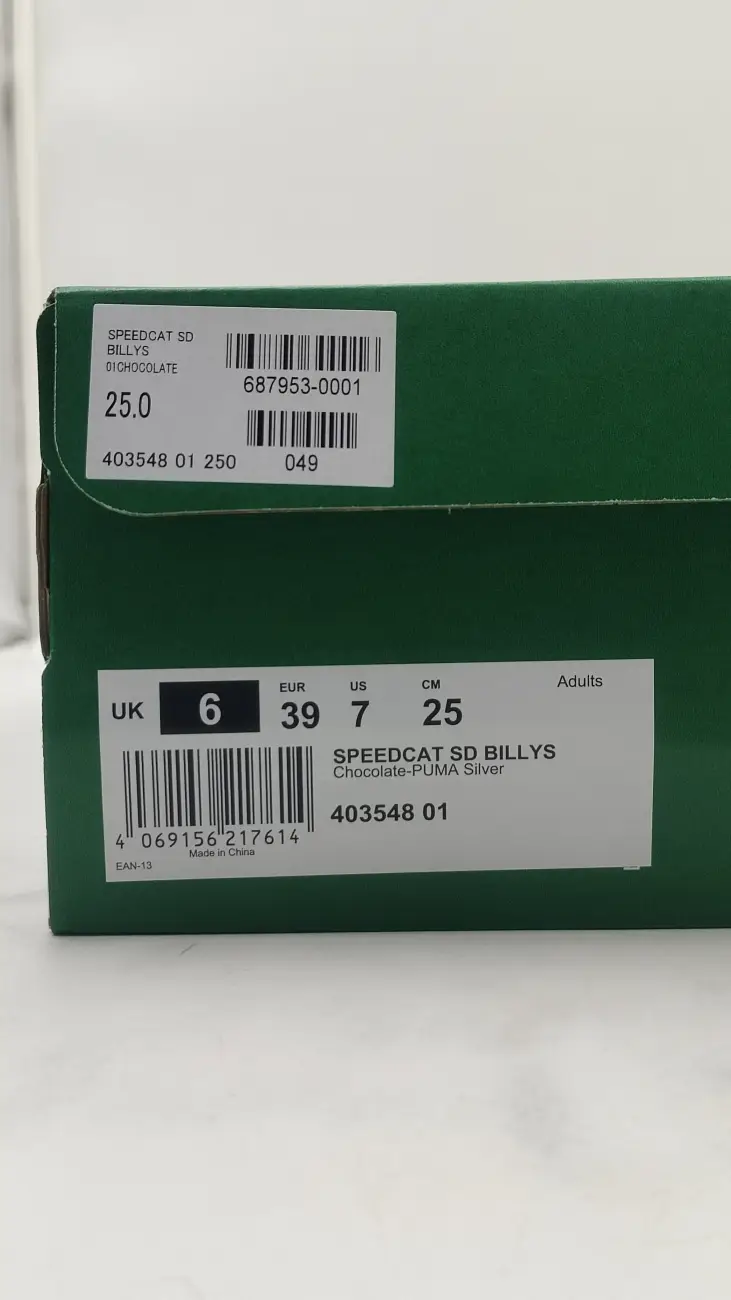 SPEEDCAT SD
BILLYS
01CHOCOLATE
25.0
687953-0001
403548 01 250
049
UK 6
EUR 39
US 7
CM 25
Adults
SPEEDCAT SD BILLYS
Chocolate-PUMA Silver
403548 01
4 069156 217614
Made in China
EAN-13